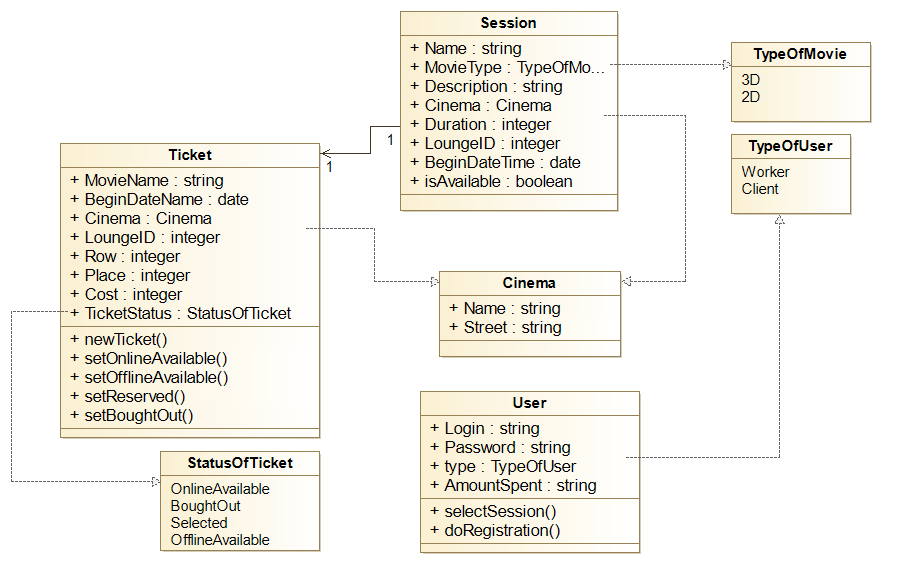 Session
+ Name : string
+ MovieType : TypeOfMo...
+ Description : string
+ Cinema : Cinema
+ Duration : integer
+ LoungeID : integer
+ BeginDateTime : date
+ isAvailable : boolean
TypeOfMovie
3D
2D
TypeOfUser
Worker
Client
1
1
Ticket
+ MovieName : string
+ BeginDateName : date
+ Cinema : Cinema
+ LoungeID : integer
+ Row : integer
+ Place : integer
+ Cost : integer
+ TicketStatus : StatusOfTicket
+ newTicket()
+ setOnlineAvailable()
+ setOfflineAvailable()
+ setReserved()
+ setBoughtOut()
Cinema
+ Name : string
+ Street : string
User
+ Login : string
+ Password : string
+ type : TypeOfUser
+ AmountSpent : string
+ selectSession()
+ doRegistration()
StatusOfTicket
OnlineAvailable
BoughtOut
Selected
OfflineAvailable